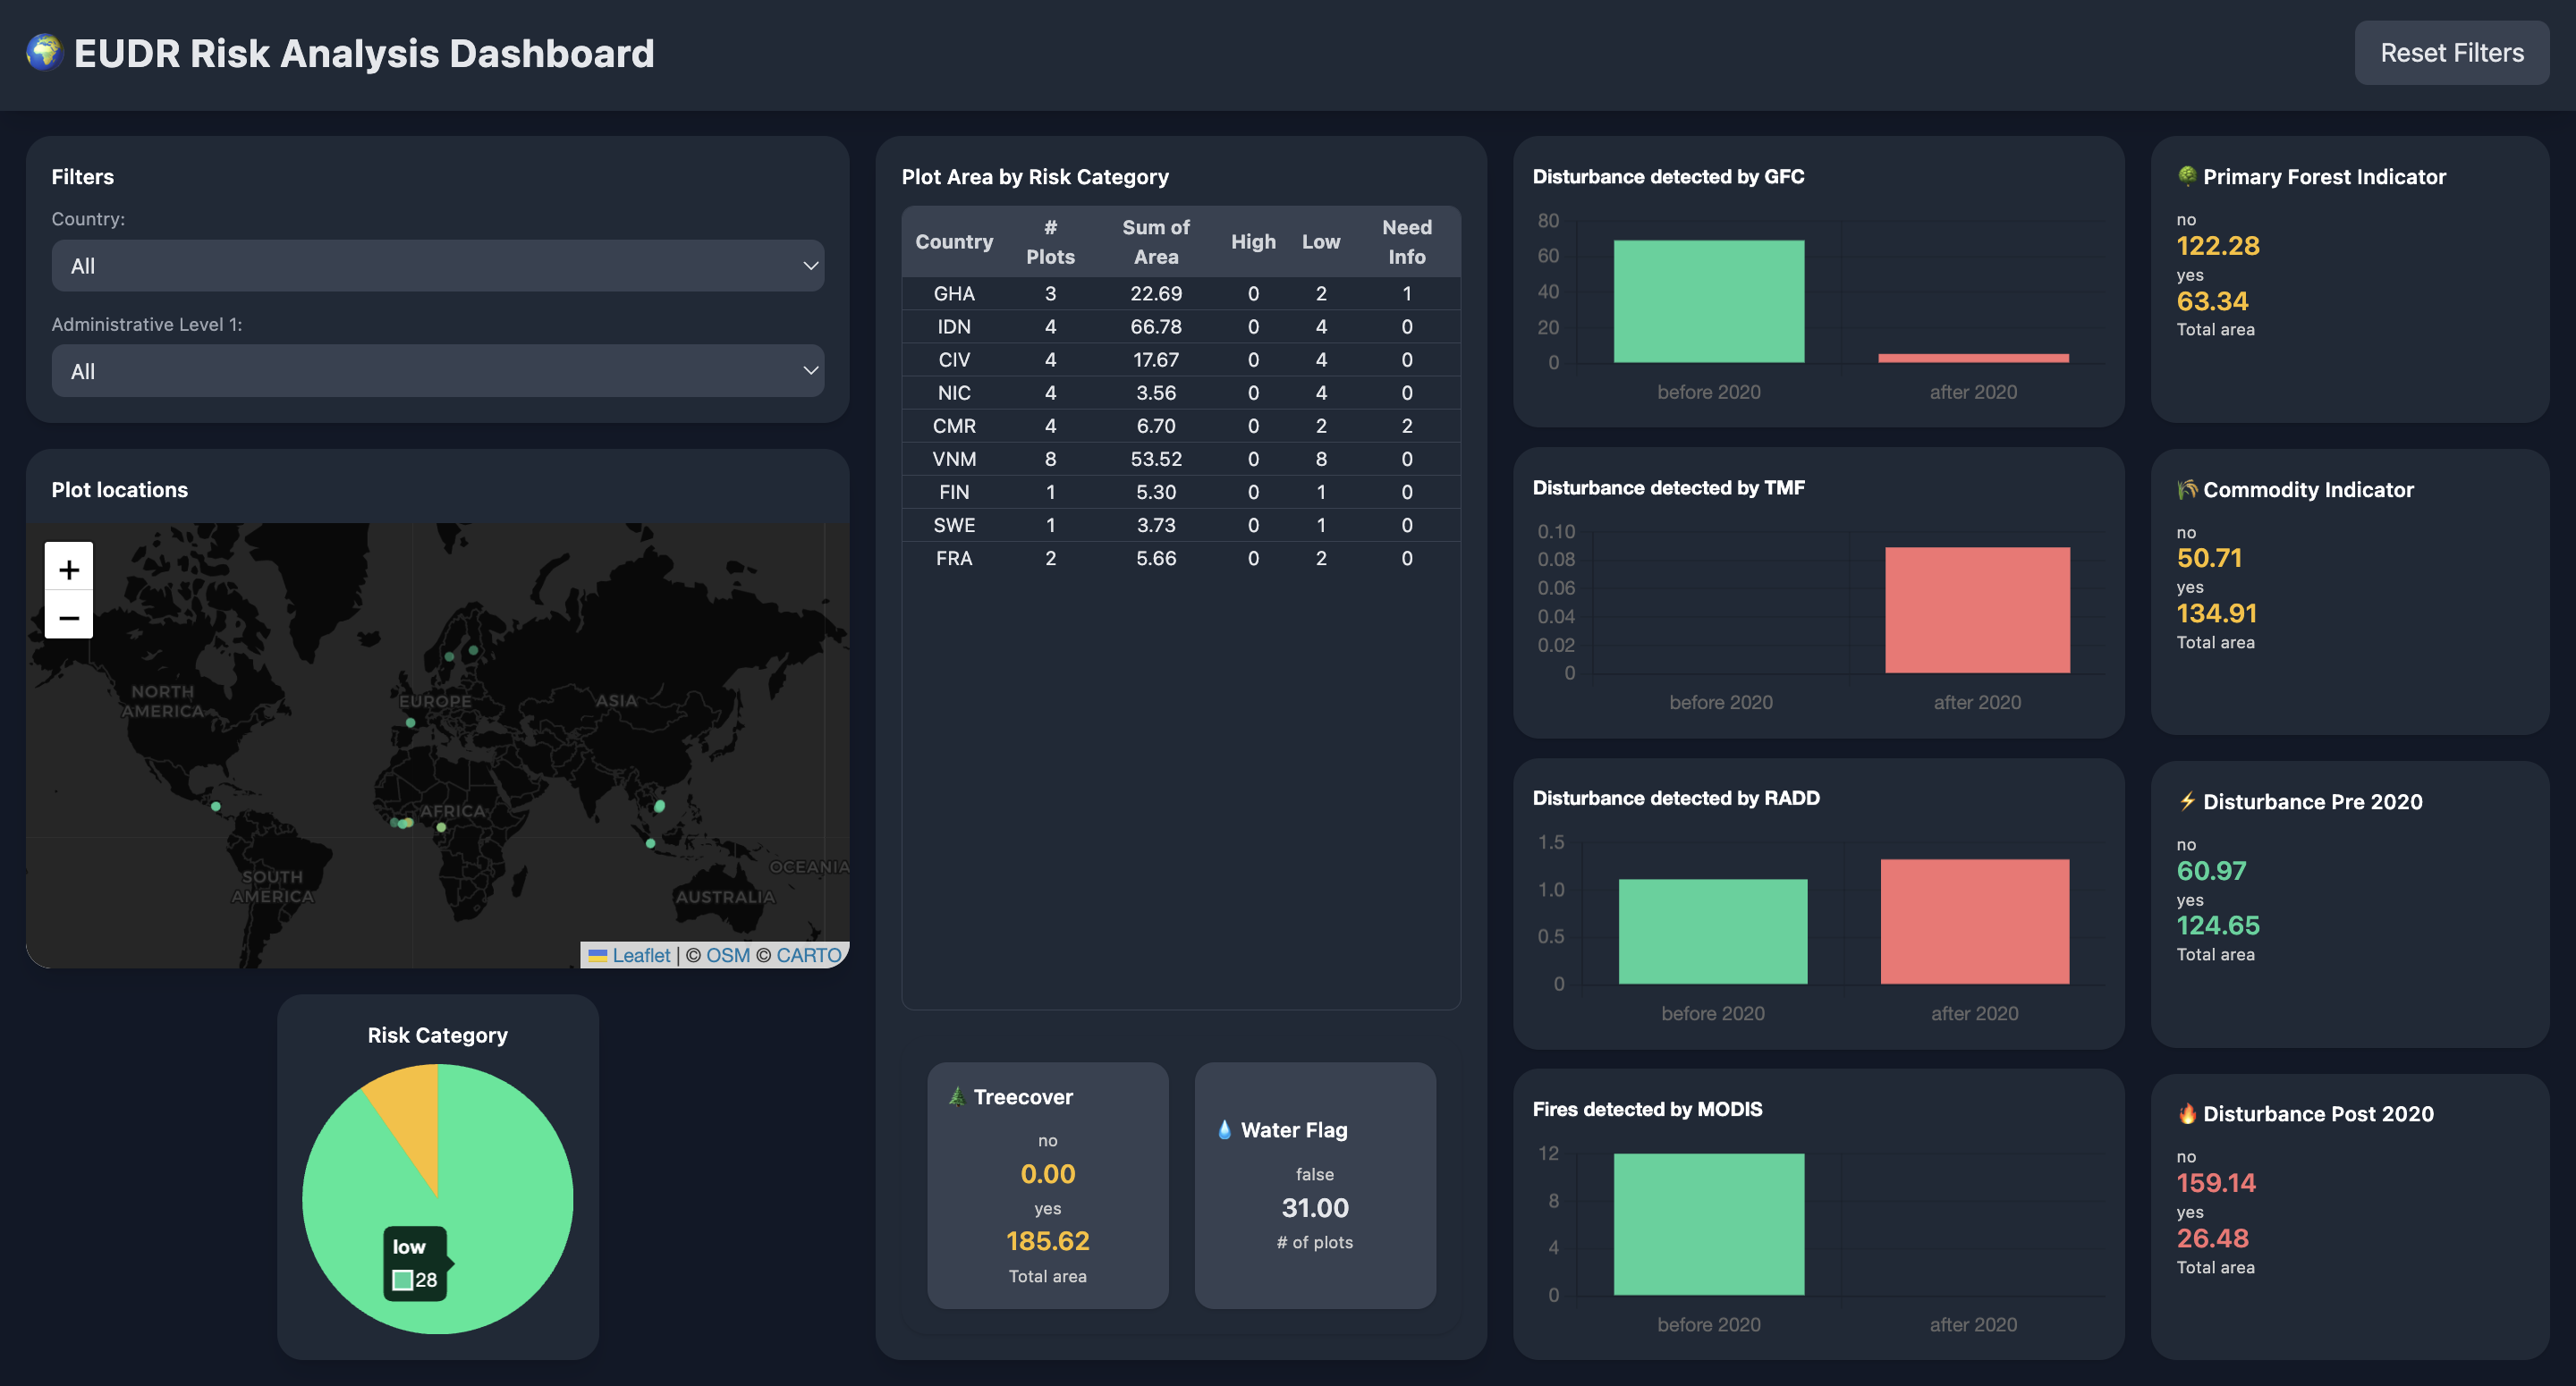 🌍 EUDR Risk Analysis Dashboard
Reset Filters
Filters
Country:
All
Administrative Level 1:
All
Plot locations
+
−
NORTH
AMERICA
EUROPE
ASIA
AFRICA
SOUTH
AMERICA
OCEANIA
AUSTRALIA
Leaflet | © OSM © CARTO
Risk Category
low
28
Plot Area by Risk Category
Country # Plots Sum of Area High Low Need Info
GHA 3 22.69 0 2 1
IDN 4 66.78 0 4 0
CIV 4 17.67 0 4 0
NIC 4 3.56 0 4 0
CMR 4 6.70 0 2 2
VNM 8 53.52 0 8 0
FIN 1 5.30 0 1 0
SWE 1 3.73 0 1 0
FRA 2 5.66 0 2 0
🌲 Treecover
no
0.00
yes
185.62
Total area
💧 Water Flag
false
31.00
# of plots
Disturbance detected by GFC
80
60
40
20
0
before 2020 after 2020
Disturbance detected by TMF
0.10
0.08
0.06
0.04
0.02
0
before 2020 after 2020
Disturbance detected by RADD
1.5
1.0
0.5
0
before 2020 after 2020
Fires detected by MODIS
12
8
4
0
before 2020 after 2020
🌳 Primary Forest Indicator
no
122.28
yes
63.34
Total area
🌾 Commodity Indicator
no
50.71
yes
134.91
Total area
⚡ Disturbance Pre 2020
no
60.97
yes
124.65
Total area
🔥 Disturbance Post 2020
no
159.14
yes
26.48
Total area